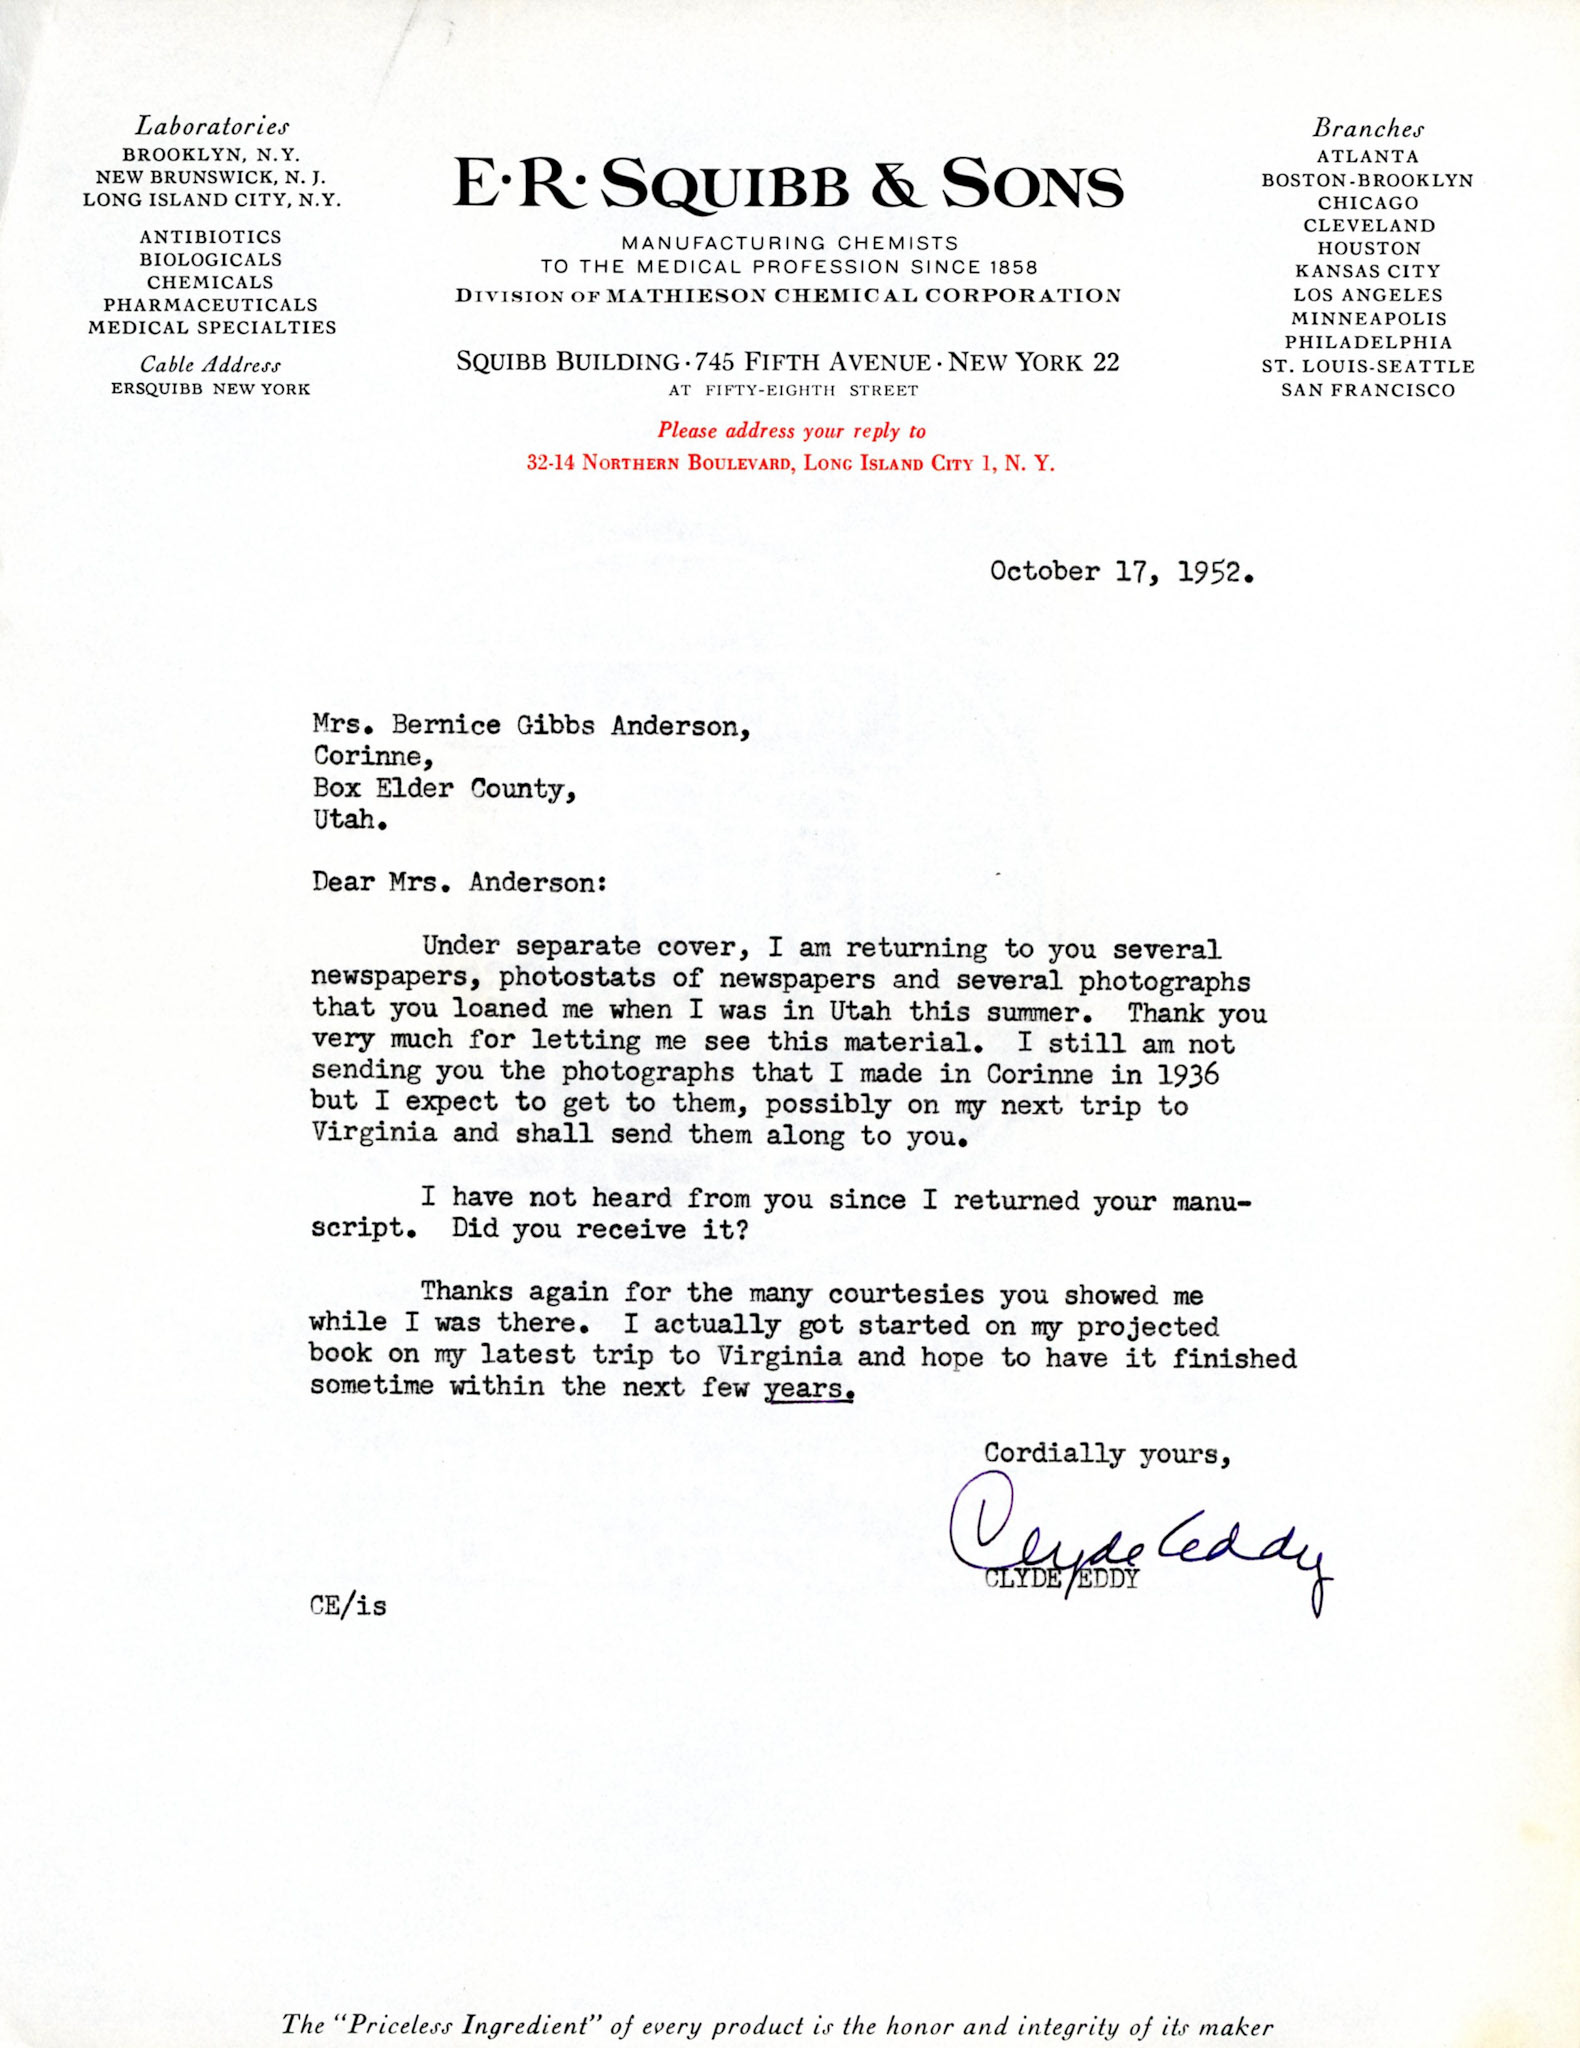 Laboratories
BROOKLYN, N.Y.
NEW BRUNSWICK, N. J.
LONG ISLAND CITY, N.Y.
ANTIBIOTICS
BIOLOGICALS
CHEMICALS
PHARMACEUTICALS
MEDICAL SPECIALTIES
Cable Address
ERSQUIBB NEW YORK
E·R·SQUIBB & SONS
MANUFACTURING CHEMISTS
TO THE MEDICAL PROFESSION SINCE 1858
DIVISION OF MATHIESON CHEMICAL CORPORATION
SQUIBB BUILDING·745 FIFTH AVENUE·NEW YORK 22
AT FIFTY-EIGHTH STREET
Please address your reply to
32-14 NORTHERN BOULEVARD, LONG ISLAND CITY 1, N. Y.
Branches
ATLANTA
BOSTON-BROOKLYN
CHICAGO
CLEVELAND
HOUSTON
KANSAS CITY
LOS ANGELES
MINNEAPOLIS
PHILADELPHIA
ST. LOUIS-SEATTLE
SAN FRANCISCO
October 17, 1952.
Mrs. Bernice Gibbs Anderson,
Corinne,
Box Elder County,
Utah.
Dear Mrs. Anderson:
Under separate cover, I am returning to you several
newspapers, photostats of newspapers and several photographs
that you loaned me when I was in Utah this summer. Thank you
very much for letting me see this material. I still am not
sending you the photographs that I made in Corinne in 1936
but I expect to get to them, possibly on my next trip to
Virginia and shall send them along to you.
I have not heard from you since I returned your manu-
script. Did you receive it?
Thanks again for the many courtesies you showed me
while I was there. I actually got started on my projected
book on my latest trip to Virginia and hope to have it finished
sometime within the next few years.
Cordially yours,
Clyde Eddy
CLYDE EDDY
CE/is
The "Priceless Ingredient" of every product is the honor and integrity of its maker